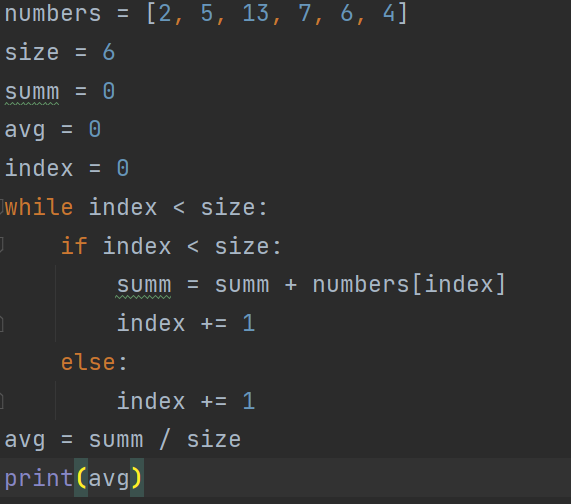 numbers = [2, 5, 13, 7, 6, 4]
size = 6
summ = 0
avg = 0
index = 0
while index < size:
    if index < size:
        summ = summ + numbers[index]
        index += 1
    else:
        index += 1
avg = summ / size
print(avg)